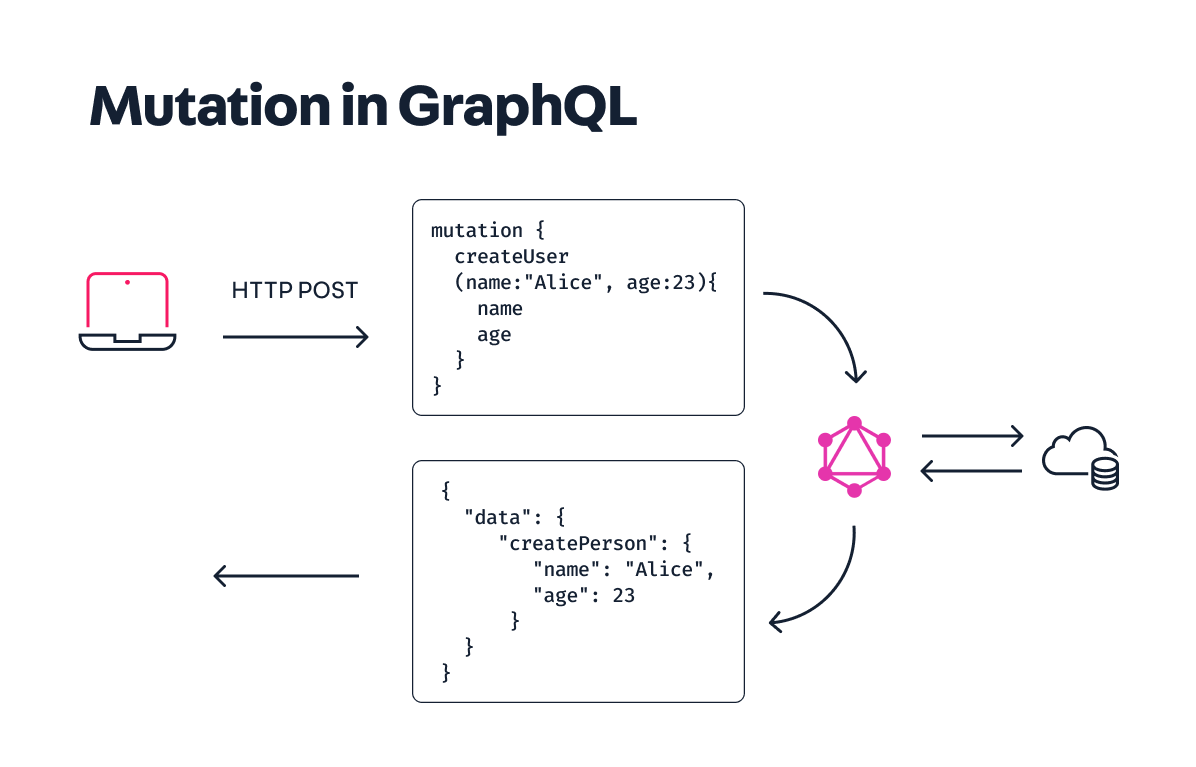 Mutation in GraphQL
HTTP POST
mutation {
  createUser
  (name:"Alice", age:23){
    name
    age
  }
}
{
  "data": {
     "createPerson": {
        "name": "Alice",
        "age": 23
      }
  }
}